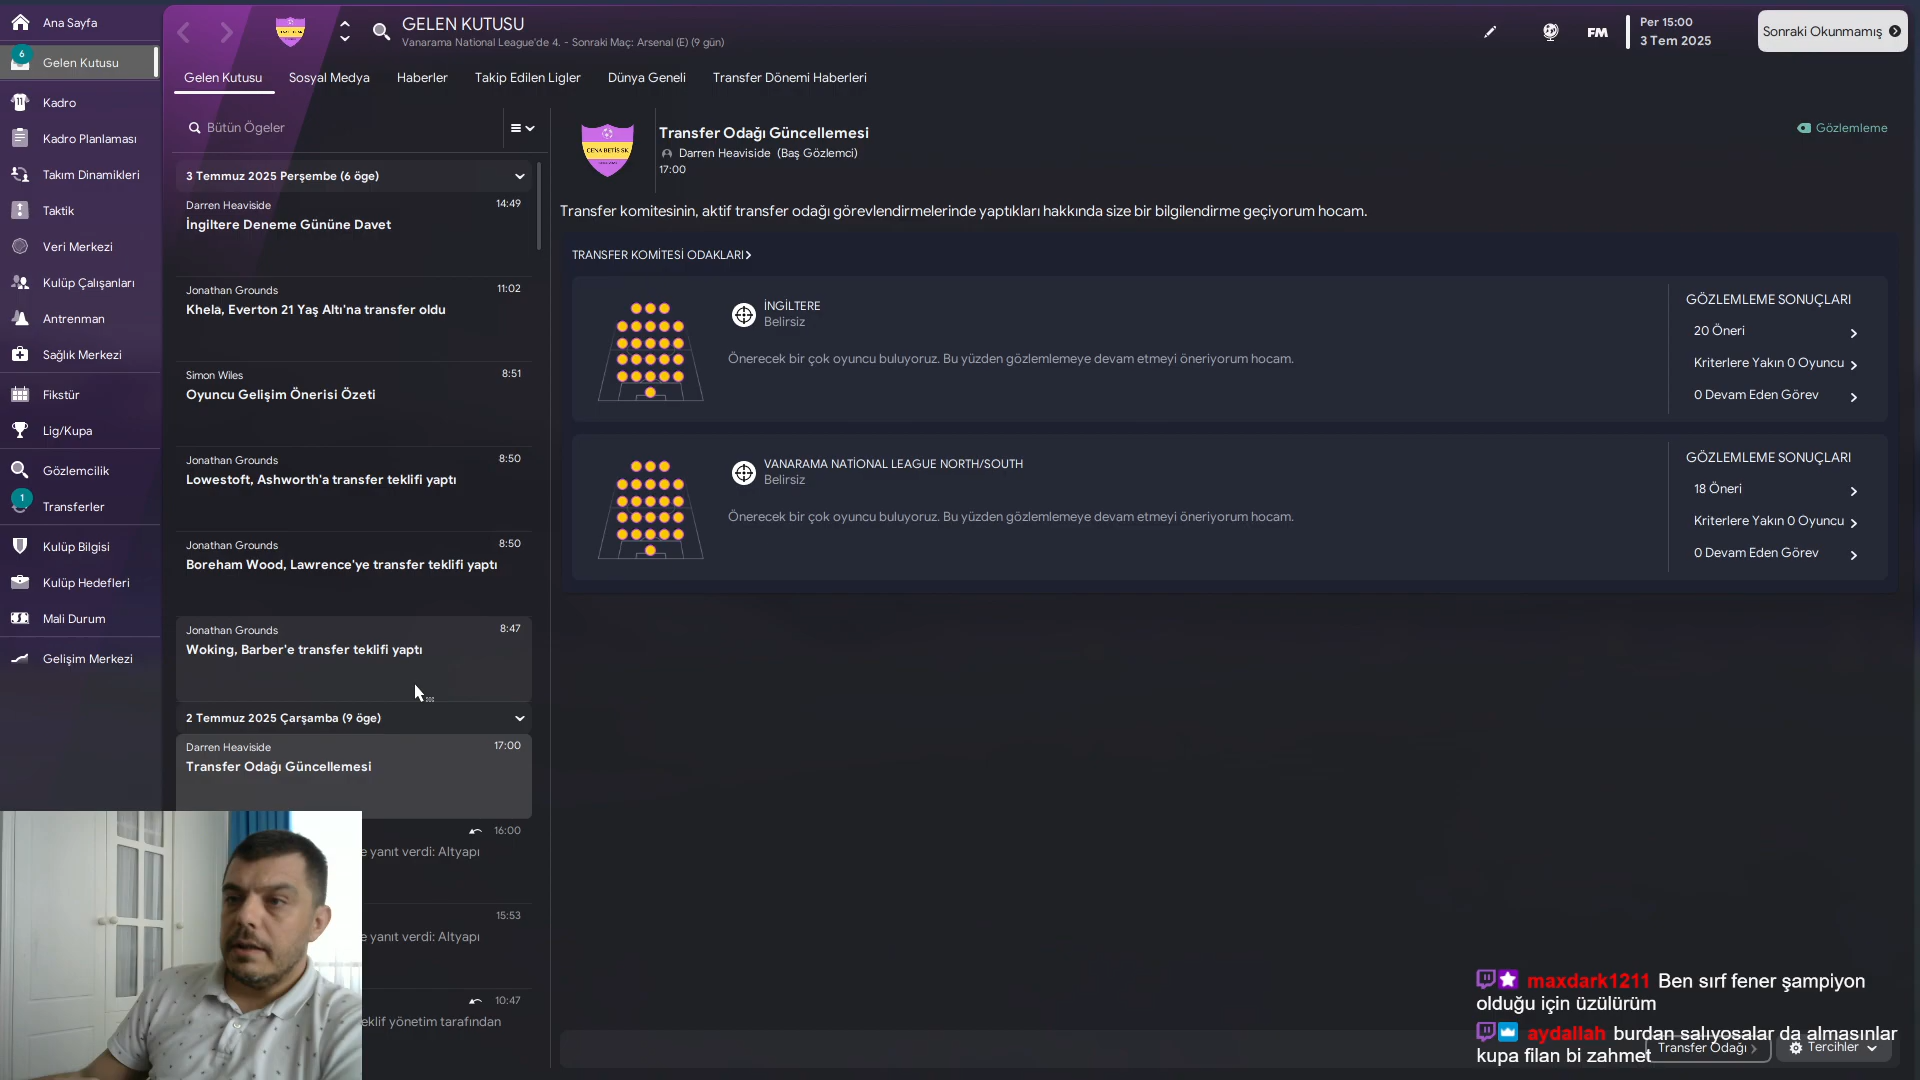 Ana Sayfa
6
Gelen Kutusu
Kadro
Kadro Planlaması
Takım Dinamikleri
Taktik
Veri Merkezi
Kulüp Çalışanları
Antrenman
Sağlık Merkezi
Fikstür
Lig/Kupa
Gözlemcilik
1
Transferler
Kulüp Bilgisi
Kulüp Hedefleri
Mali Durum
Gelişim Merkezi
GELEN KUTUSU
Vanarama National League'de 4. - Sonraki Maç: Arsenal (E) (9 gün)
FM
Per 15:00
3 Tem 2025
Sonraki Okunmamış
Gelen Kutusu Sosyal Medya Haberler Takip Edilen Ligler Dünya Geneli Transfer Dönemi Haberleri
Bütün Ögeler
3 Temmuz 2025 Perşembe (6 öge)
Darren Heaviside 14:49
İngiltere Deneme Gününe Davet
Jonathan Grounds 11:02
Khela, Everton 21 Yaş Altı'na transfer oldu
Simon Wiles 8:51
Oyuncu Gelişim Önerisi Özeti
Jonathan Grounds 8:50
Lowestoft, Ashworth'a transfer teklifi yaptı
Jonathan Grounds 8:50
Boreham Wood, Lawrence'ye transfer teklifi yaptı
Jonathan Grounds 8:47
Woking, Barber'e transfer teklifi yaptı
2 Temmuz 2025 Çarşamba (9 öge)
Darren Heaviside 17:00
Transfer Odağı Güncellemesi
16:00
e yanıt verdi: Altyapı
15:53
e yanıt verdi: Altyapı
10:47
eklif yönetim tarafından
CENA BETİS SK
Transfer Odağı Güncellemesi
Darren Heaviside (Baş Gözlemci)
17:00
Gözlemleme
Transfer komitesinin, aktif transfer odağı görevlendirmelerinde yaptıkları hakkında size bir bilgilendirme geçiyorum hocam.
TRANSFER KOMİTESİ ODAKLARI
İNGİLTERE
Belirsiz
Önerecek bir çok oyuncu buluyoruz. Bu yüzden gözlemlemeye devam etmeyi öneriyorum hocam.
GÖZLEMLEME SONUÇLARI
20 Öneri
Kriterlere Yakın 0 Oyuncu
0 Devam Eden Görev
VANARAMA NATİONAL LEAGUE NORTH/SOUTH
Belirsiz
Önerecek bir çok oyuncu buluyoruz. Bu yüzden gözlemlemeye devam etmeyi öneriyorum hocam.
GÖZLEMLEME SONUÇLARI
18 Öneri
Kriterlere Yakın 0 Oyuncu
0 Devam Eden Görev
maxdark1211 Ben sırf fener şampiyon
olduğu için üzülürüm
aydallah burdan salıyosalar da almasınlar
kupa filan bi zahmet
Transfer Odağı
Tercihler